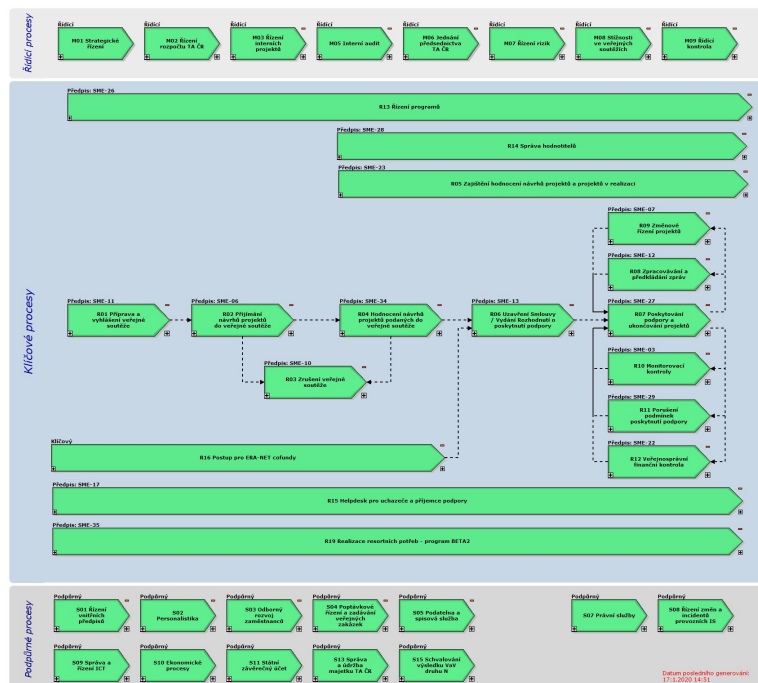 Řídící procesy
Řídící
M01 Strategické
řízení
Řídící
M02 Řízení
rozpočtu TA ČR
Řídící
M03 Řízení
interních
projektů
Řídící
M05 Interní audit
Řídící
M06 Jednání
předsednictva
TA ČR
Řídící
M07 Řízení rizik
Řídící
M08 Stížnosti
ve veřejných
soutěžích
Řídící
M09 Řídící
kontrola
Klíčové procesy
Předpis: SME-26
R13 Řízení programů
Předpis: SME-28
R14 Správa hodnotitelů
Předpis: SME-23
R05 Zajištění hodnocení návrhů projektů a projektů v realizaci
Předpis: SME-07
R09 Změnové
řízení projektů
Předpis: SME-12
R08 Zpracovávání a
předkládání zpráv
Předpis: SME-11
R01 Příprava a
vyhlášení veřejné
soutěže
Předpis: SME-06
R02 Přijímání
návrhů projektů
do veřejné soutěže
Předpis: SME-34
R04 Hodnocení návrhů
projektů podaných do
veřejné soutěže
Předpis: SME-13
R06 Uzavření Smlouvy
/ Vydání Rozhodnutí o
poskytnutí podpory
Předpis: SME-27
R07 Poskytování
podpory a
ukončování projektů
Předpis: SME-10
R03 Zrušení veřejné
soutěže
Předpis: SME-03
R10 Monitorovací
kontroly
Předpis: SME-29
R11 Porušení
podmínek
poskytnutí podpory
Předpis: SME-22
R12 Veřejnosprávní
finanční kontrola
Klíčový
R16 Postup pro ERA-NET cofundy
Předpis: SME-17
R15 Helpdesk pro uchazeče a příjemce podpory
Předpis: SME-35
R19 Realizace resortních potřeb - program BETA2
Podpůrné procesy
Podpůrný
S01 Řízení
vnitřních
předpisů
Podpůrný
S02
Personalistika
Podpůrný
S03 Odborný
rozvoj
zaměstnanců
Podpůrný
S04 Poptávkové
řízení a zadávání
veřejných
zakázek
Podpůrný
S05 Podatelna a
spisová služba
Podpůrný
S07 Právní služby
Podpůrný
S08 Řízení změn a
incidentů
provozních IS
Podpůrný
S09 Správa a
řízení ICT
Podpůrný
S10 Ekonomické
procesy
Podpůrný
S11 Státní
závěrečný účet
Podpůrný
S13 Správa
a údržba
majetku TA ČR
Podpůrný
S15 Schvalování
výsledku VaV
druhu N
Datum posledního generování:
17.1.2020 14:31